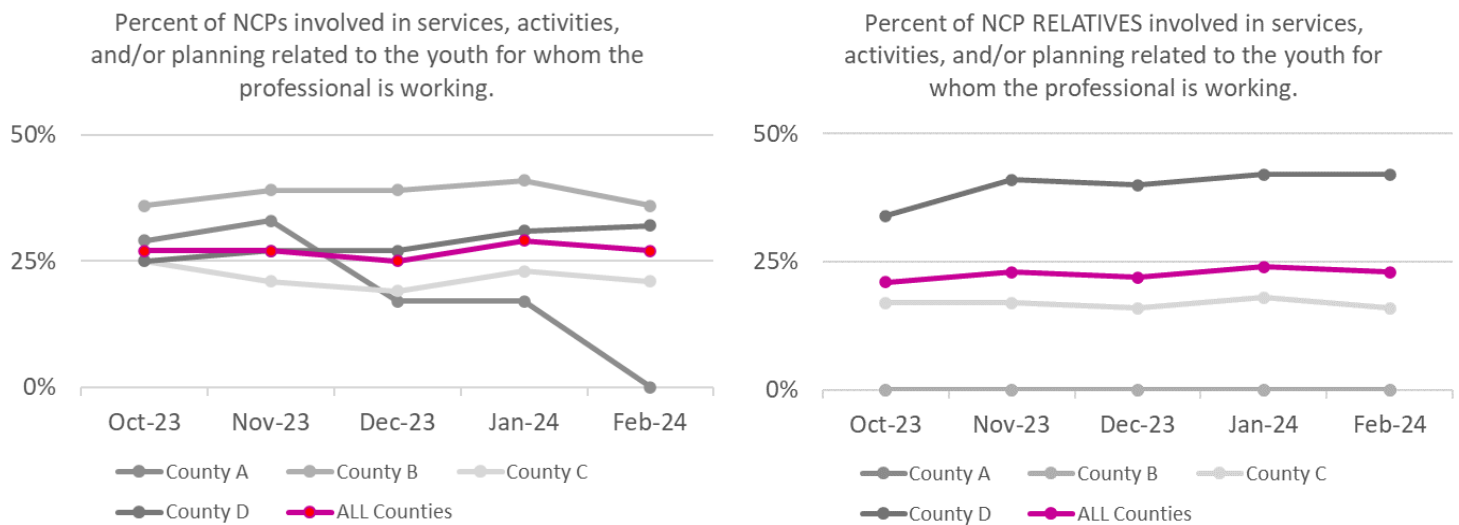 Percent of NCPs involved in services, activities,
and/or planning related to the youth for whom the
professional is working.
50%
25%
0%
Oct-23 Nov-23 Dec-23 Jan-24 Feb-24
County A County B County C
County D ALL Counties
Percent of NCP RELATIVES involved in services,
activities, and/or planning related to the youth for
whom the professional is working.
50%
25%
0%
Oct-23 Nov-23 Dec-23 Jan-24 Feb-24
County A County B County C
County D ALL Counties